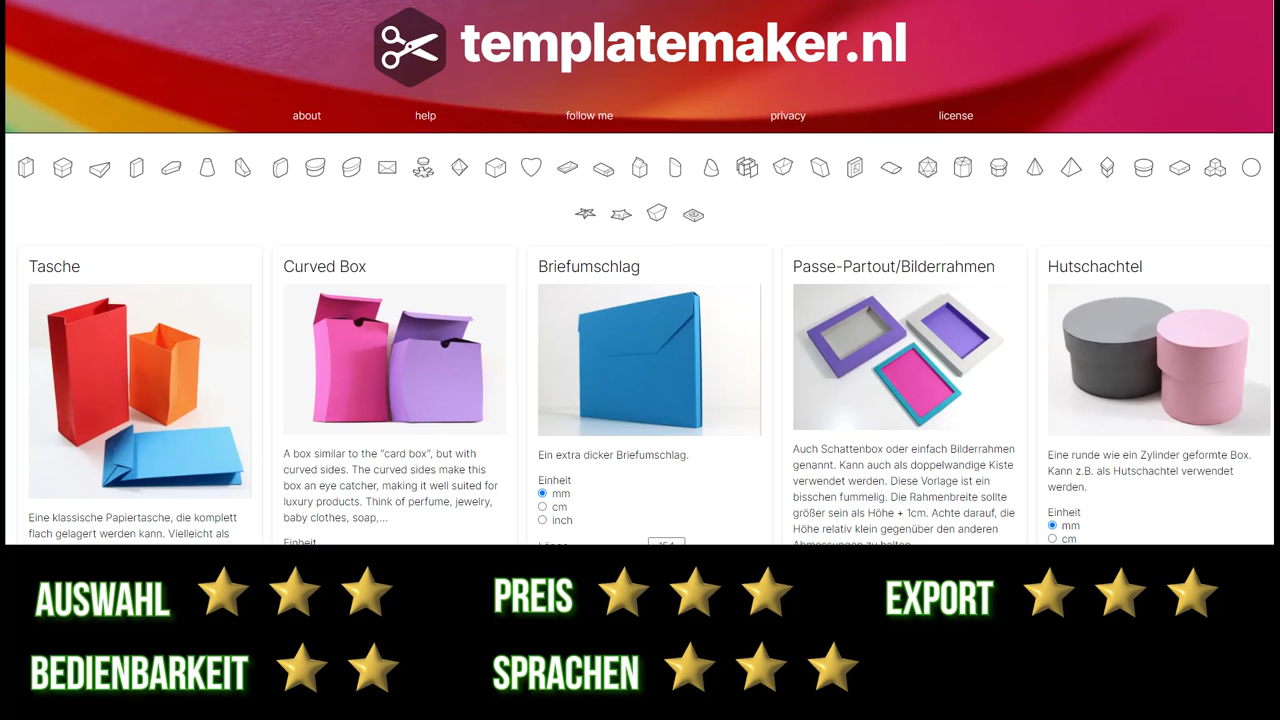 templatemaker.nl
about help follow me privacy license
Tasche
Eine klassische Papiertasche, die komplett
flach gelagert werden kann. Vielleicht als
Curved Box
A box similar to the "card box", but with
curved sides. The curved sides make this
box an eye catcher, making it well suited for
luxury products. Think of perfume, jewelry,
baby clothes, soap,...
Einheit
Briefumschlag
Ein extra dicker Briefumschlag.
Einheit
mm
cm
inch
Passe-Partout/Bilderrahmen
Auch Schattenbox oder einfach Bilderrahmen
genannt. Kann auch als doppelwandige Kiste
verwendet werden. Diese Vorlage ist ein
bisschen fummelig. Die Rahmenbreite sollte
größer sein als Höhe + 1cm. Achte darauf, die
Höhe relativ klein gegenüber den anderen
Abmessungen zu halten.
Hutschachtel
Eine runde wie ein Zylinder geformte Box.
Kann z.B. als Hutschachtel verwendet
werden.
Einheit
mm
cm
AUSWAHL PREIS EXPORT
BEDIENBARKEIT SPRACHEN